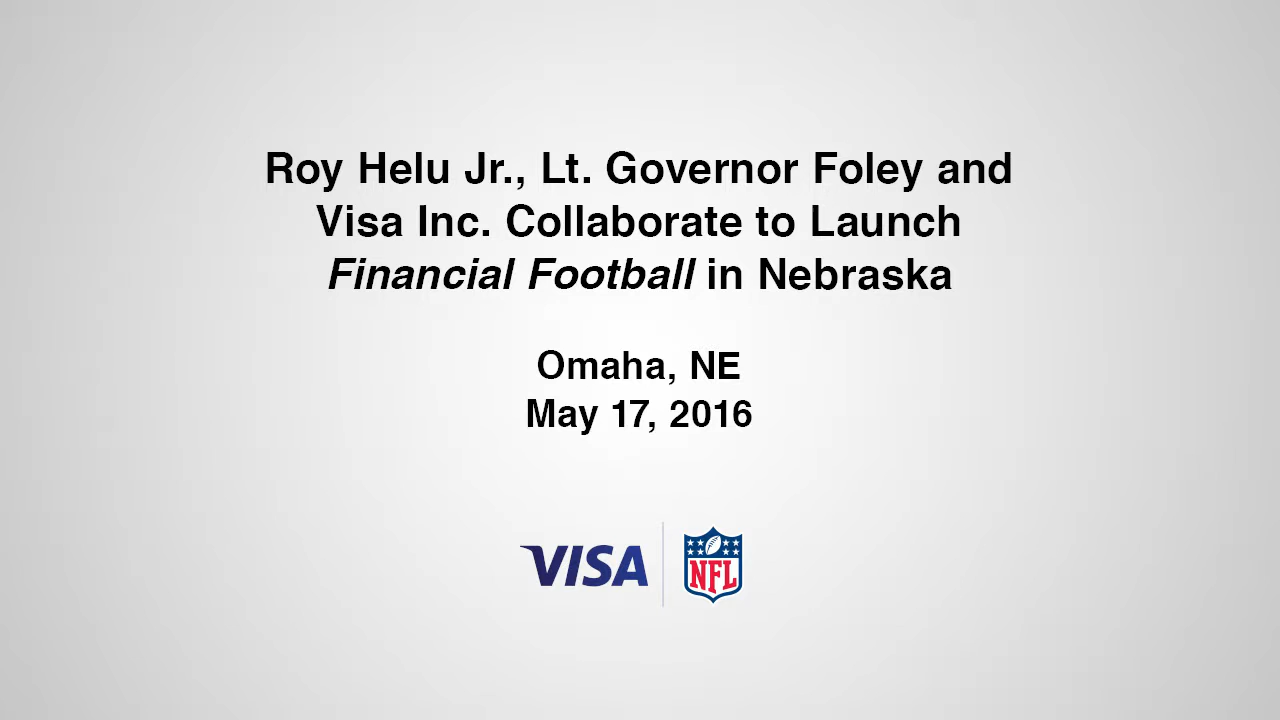 Roy Helu Jr., Lt. Governor Foley and
Visa Inc. Collaborate to Launch
Financial Football in Nebraska
Omaha, NE
May 17, 2016
VISA
NFL